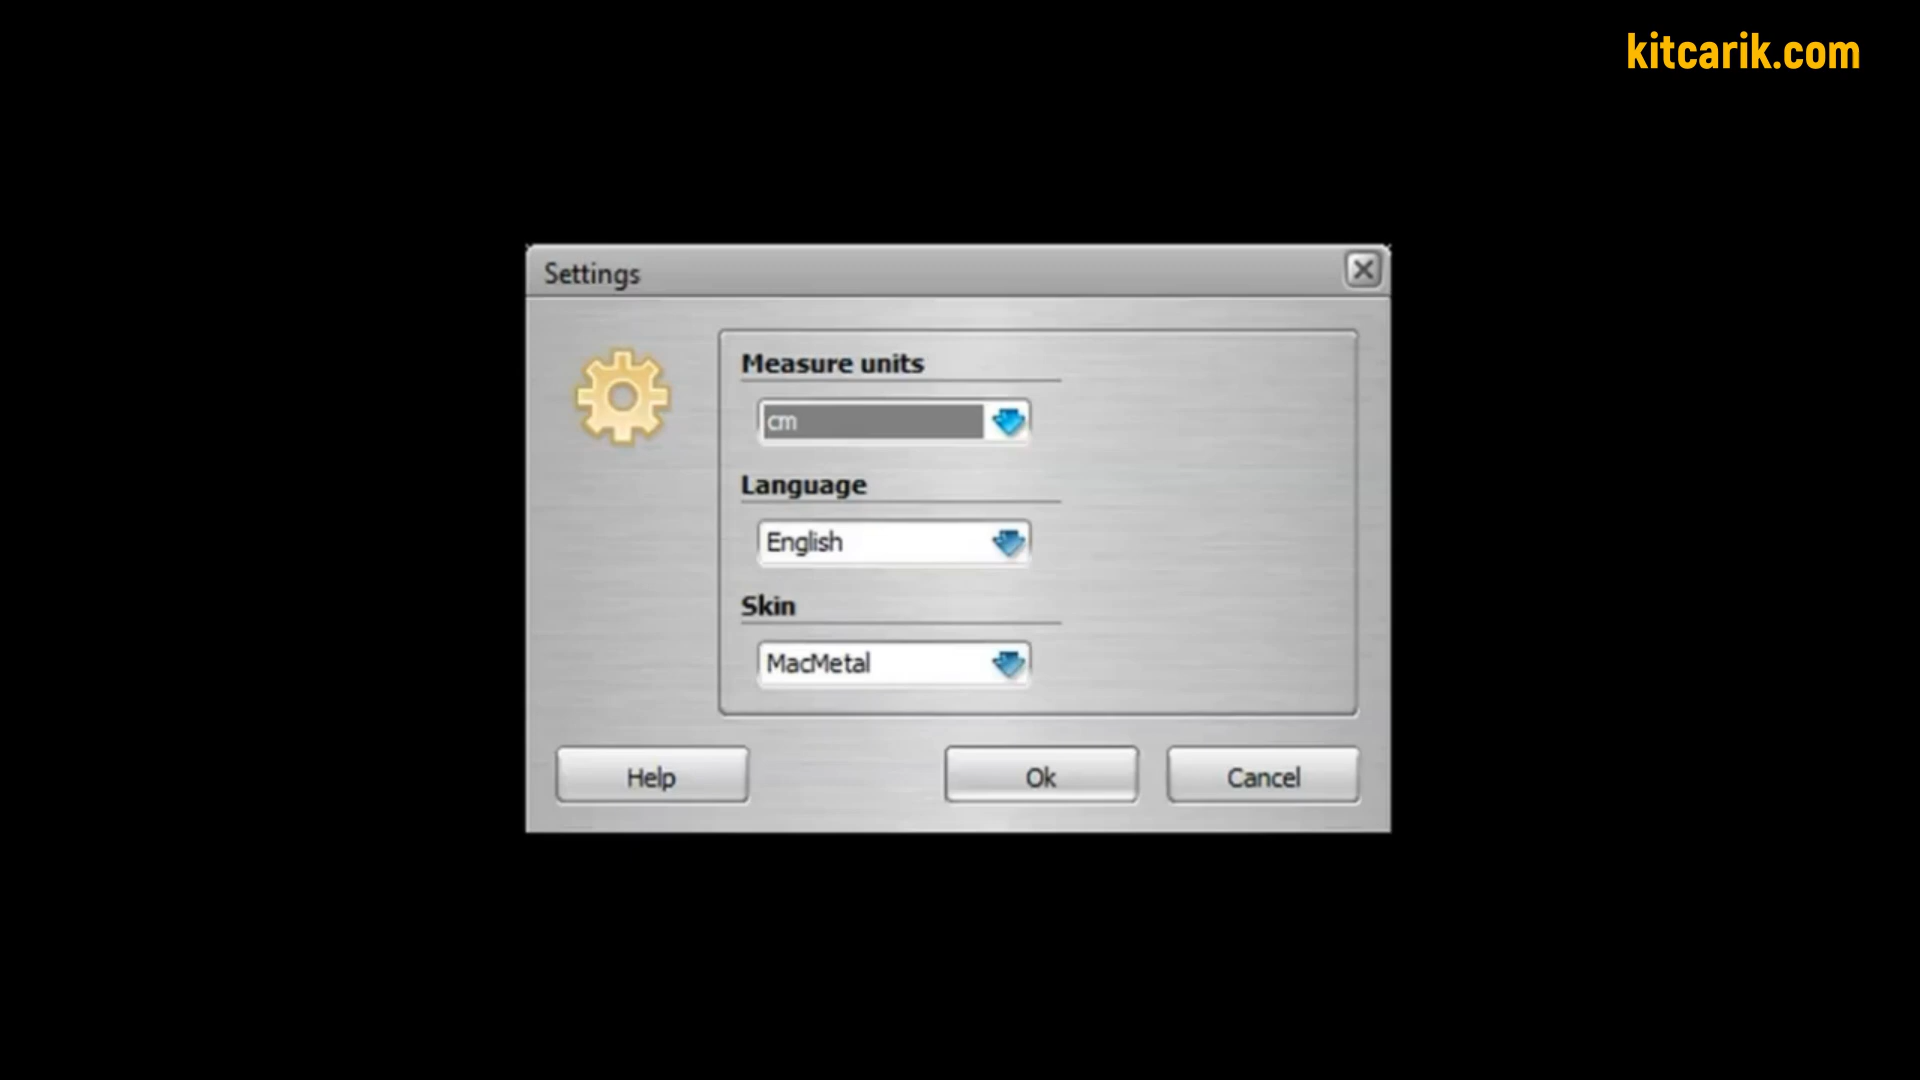 kitcarik.com
Settings
Measure units
cm
Language
English
Skin
MacMetal
Help
Ok
Cancel